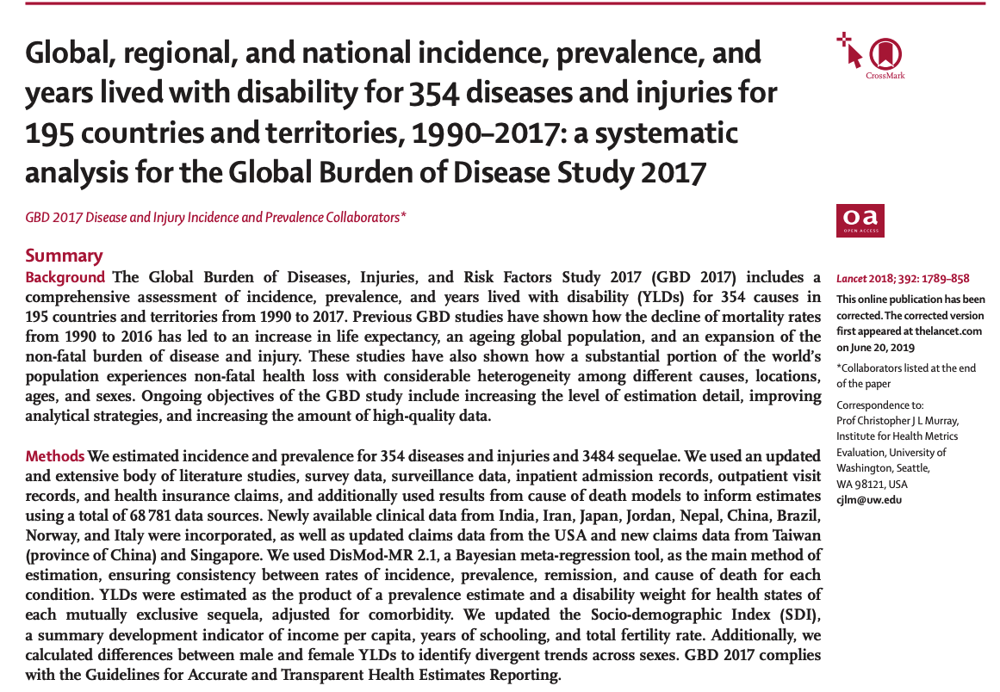 Global, regional, and national incidence, prevalence, and
years lived with disability for 354 diseases and injuries for
195 countries and territories, 1990–2017: a systematic
analysis for the Global Burden of Disease Study 2017
CrossMark
GBD 2017 Disease and Injury Incidence and Prevalence Collaborators*
oa
OPEN ACCESS
Summary
Background The Global Burden of Diseases, Injuries, and Risk Factors Study 2017 (GBD 2017) includes a
comprehensive assessment of incidence, prevalence, and years lived with disability (YLDs) for 354 causes in
195 countries and territories from 1990 to 2017. Previous GBD studies have shown how the decline of mortality rates
from 1990 to 2016 has led to an increase in life expectancy, an ageing global population, and an expansion of the
non-fatal burden of disease and injury. These studies have also shown how a substantial portion of the world's
population experiences non-fatal health loss with considerable heterogeneity among different causes, locations,
ages, and sexes. Ongoing objectives of the GBD study include increasing the level of estimation detail, improving
analytical strategies, and increasing the amount of high-quality data.
Methods We estimated incidence and prevalence for 354 diseases and injuries and 3484 sequelae. We used an updated
and extensive body of literature studies, survey data, surveillance data, inpatient admission records, outpatient visit
records, and health insurance claims, and additionally used results from cause of death models to inform estimates
using a total of 68 781 data sources. Newly available clinical data from India, Iran, Japan, Jordan, Nepal, China, Brazil,
Norway, and Italy were incorporated, as well as updated claims data from the USA and new claims data from Taiwan
(province of China) and Singapore. We used DisMod-MR 2.1, a Bayesian meta-regression tool, as the main method of
estimation, ensuring consistency between rates of incidence, prevalence, remission, and cause of death for each
condition. YLDs were estimated as the product of a prevalence estimate and a disability weight for health states of
each mutually exclusive sequela, adjusted for comorbidity. We updated the Socio-demographic Index (SDI),
a summary development indicator of income per capita, years of schooling, and total fertility rate. Additionally, we
calculated differences between male and female YLDs to identify divergent trends across sexes. GBD 2017 complies
with the Guidelines for Accurate and Transparent Health Estimates Reporting.
Lancet 2018; 392: 1789–858
This online publication has been
corrected. The corrected version
first appeared at thelancet.com
on June 20, 2019
*Collaborators listed at the end
of the paper
Correspondence to:
Prof Christopher J L Murray,
Institute for Health Metrics
Evaluation, University of
Washington, Seattle,
WA 98121, USA
cjlm@uw.edu